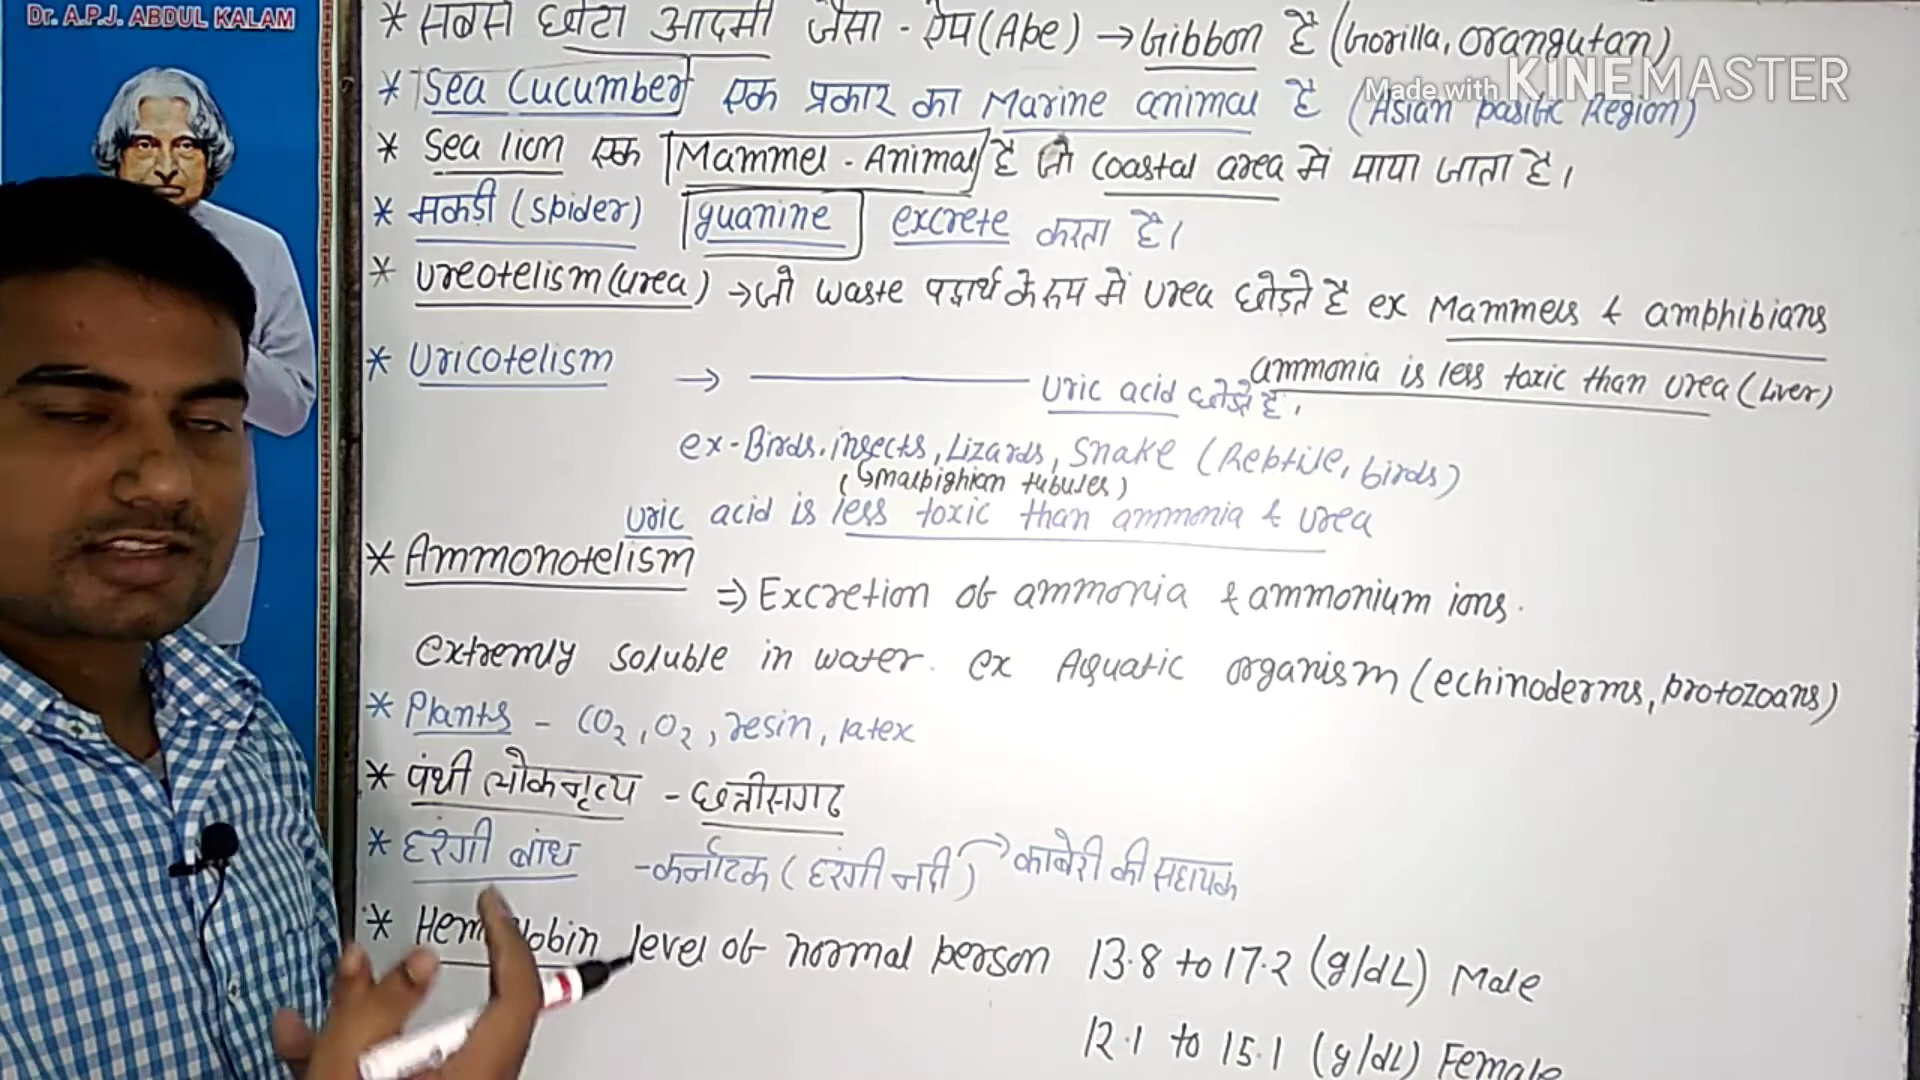 Dr. A.P.J. ABDUL KALAM
Made with KINEMASTER
* सबसे छोटा आदमी जैसा - ऐप (Abe) → Gibbon है (Gorilla, orangutan)
* Sea Cucumber एक प्रकार का Marine animal है (Asian pasific Region)
* Sea lion एक Mammel - Animal है जो coastal area में पाया जाता है।
* मकडी (spider) guanine excrete करता है।
* ureotelism (urea) → जो waste पदार्थ के रूप में urea छोड़ते है ex Mammels & amphibians
ammonia is less toxic than urea (Liver)
* Uricotelism → ——— uric acid छोड़ते है।
ex - Birds, insects, Lizards, snake (Reptile, birds)
(↳ malpighian tubules)
uric acid is less toxic than ammonia & urea
* Ammonotelism ⇒ Excretion of ammonia & ammonium ions.
extremly soluble in water. ex Aquatic organism (echinoderms, protozoans)
* Plants - CO₂, O₂, resin, latex
* पंथी लोकनृत्य - छत्तीसगढ
* हरंगी बांध - कर्नाटक (हरंगी नदी) → कावेरी की सहायक
* level of normal person 13.8 to 17.2 (g/dL) Male
12.1 to 15.1 (g/dL) Female